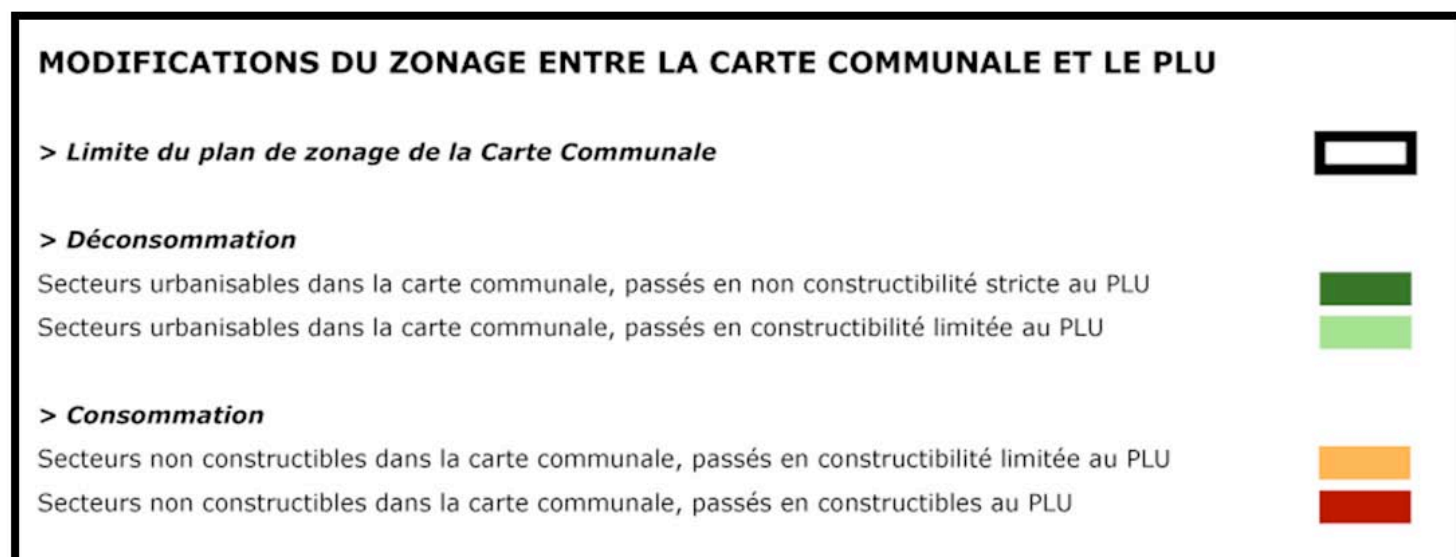 MODIFICATIONS DU ZONAGE ENTRE LA CARTE COMMUNALE ET LE PLU
> Limite du plan de zonage de la Carte Communale
> Déconsommation
Secteurs urbanisables dans la carte communale, passés en non constructibilité stricte au PLU
Secteurs urbanisables dans la carte communale, passés en constructibilité limitée au PLU
> Consommation
Secteurs non constructibles dans la carte communale, passés en constructibilité limitée au PLU
Secteurs non constructibles dans la carte communale, passés en constructibles au PLU